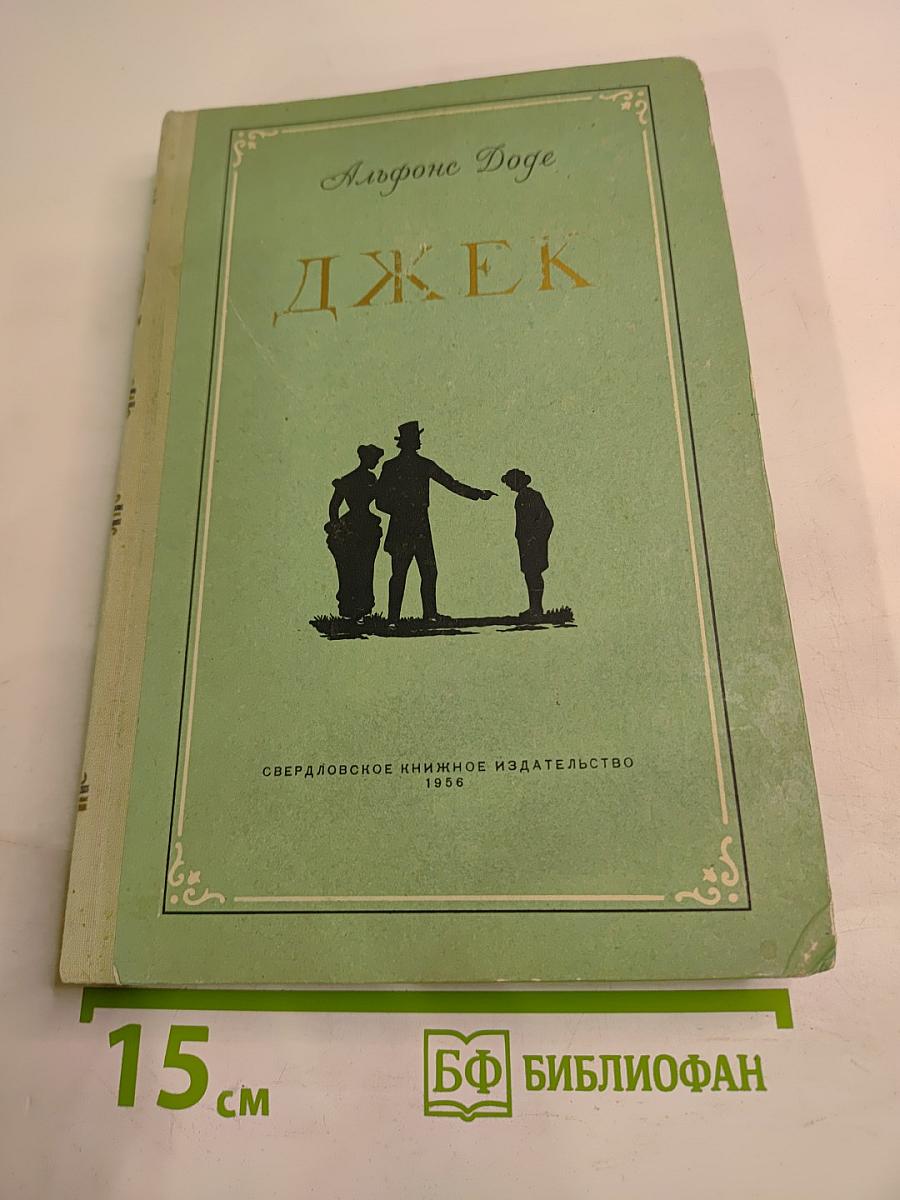 Альфонс Доде
ДЖЕК
СВЕРДЛОВСКОЕ КНИЖНОЕ ИЗДАТЕЛЬСТВО
1956
15 см
БФ БИБЛИОФАН